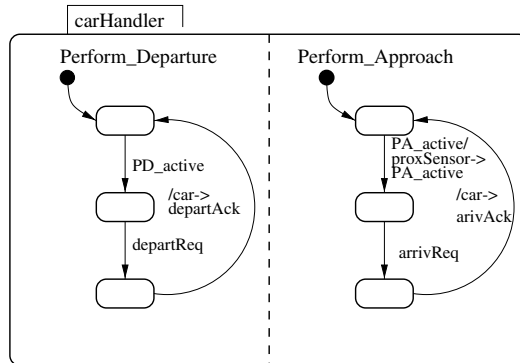 carHandler
Perform_Departure
PD_active
/car->
departAck
departReq
Perform_Approach
PA_active/
proxSensor->
PA_active
/car->
arivAck
arrivReq